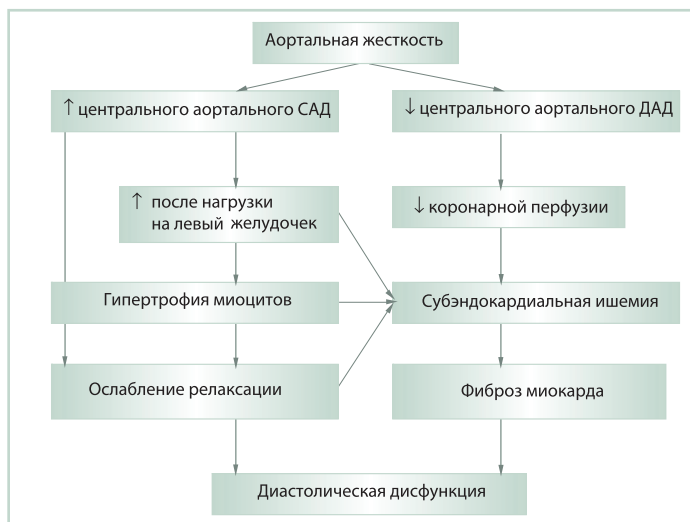 Аортальная жесткость
↑ центрального аортального САД
↓ центрального аортального ДАД
↑ после нагрузки
на левый желудочек
↓ коронарной перфузии
Гипертрофия миоцитов
Субэндокардиальная ишемия
Ослабление релаксации
Фиброз миокарда
Диастолическая дисфункция